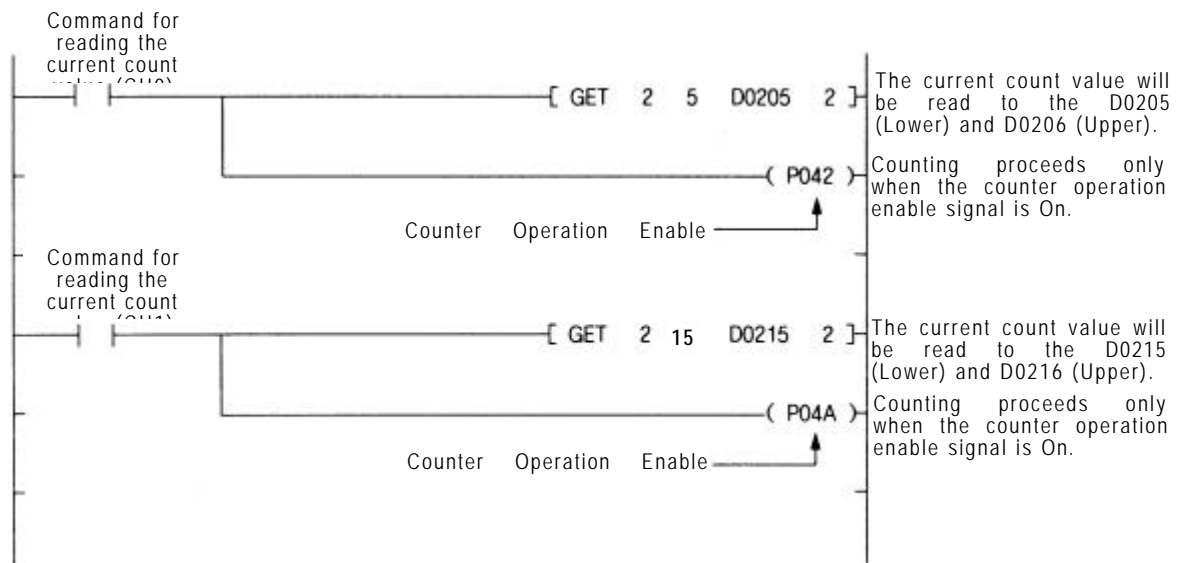 Command for
reading the
current count
[ GET 2 5 D0205 2 ]
The current count value will
be read to the D0205
(Lower) and D0206 (Upper).
( P042 )
Counting proceeds only
when the counter operation
enable signal is On.
Counter Operation Enable
Command for
reading the
current count
[ GET 2 15 D0215 2 ]
The current count value will
be read to the D0215
(Lower) and D0216 (Upper).
( P04A )
Counting proceeds only
when the counter operation
enable signal is On.
Counter Operation Enable